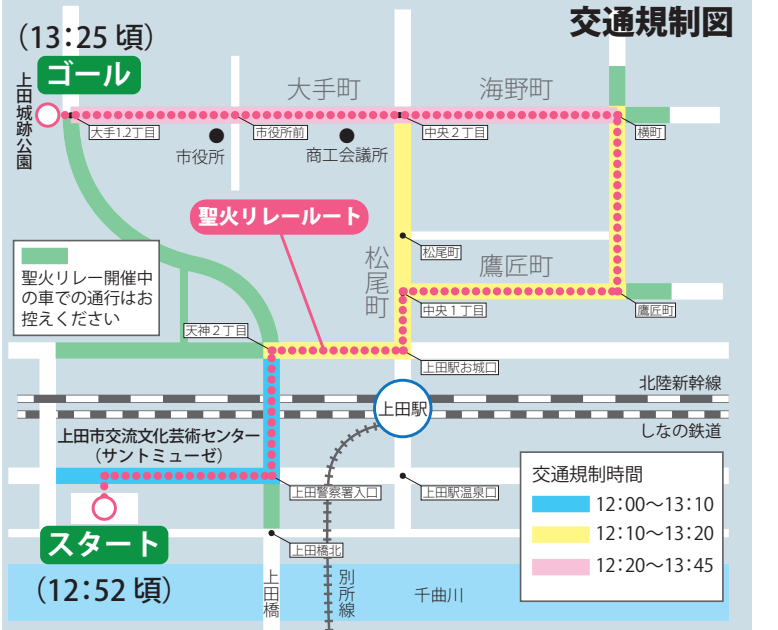 交通規制図
(13:25 頃)
ゴール
上田城跡公園
大手町
海野町
大手1.2丁目
市役所前
中央2丁目
横町
市役所
商工会議所
聖火リレールート
松尾町
松尾町
鷹匠町
聖火リレー開催中
の車での通行はお
控えください
中央1丁目
鷹匠町
天神2丁目
上田駅お城口
北陸新幹線
上田駅
しなの鉄道
上田市交流文化芸術センター
(サントミューゼ)
上田警察署入口
上田駅温泉口
交通規制時間
12:00〜13:10
12:10〜13:20
12:20〜13:45
スタート
(12:52 頃)
上田橋北
上田橋
別所線
千曲川